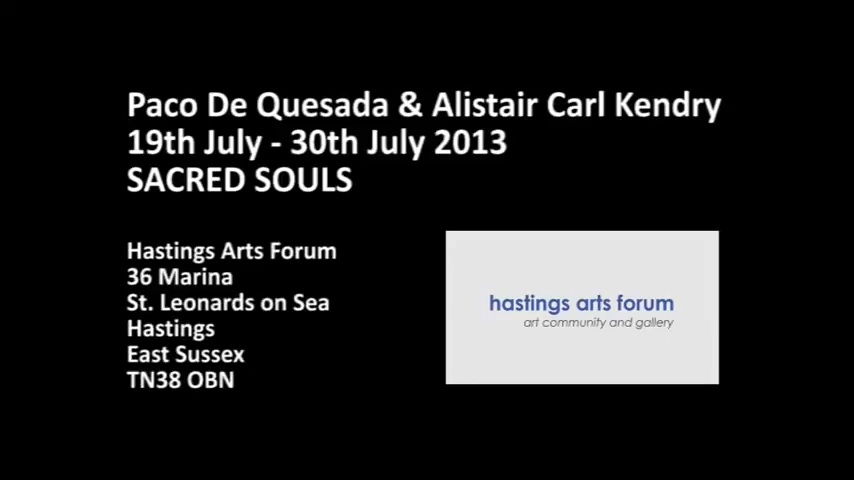 Paco De Quesada & Alistair Carl Kendry
19th July - 30th July 2013
SACRED SOULS
Hastings Arts Forum
36 Marina
St. Leonards on Sea
Hastings
East Sussex
TN38 OBN
hastings arts forum
art community and gallery